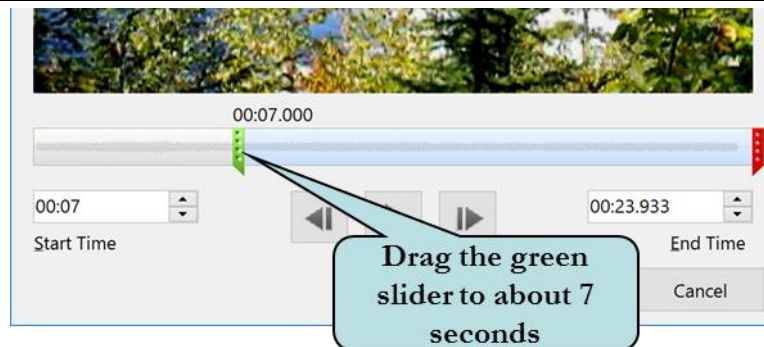 00:07.000
00:07
00:23.933
Start Time
End Time
Drag the green
slider to about 7
seconds
Cancel